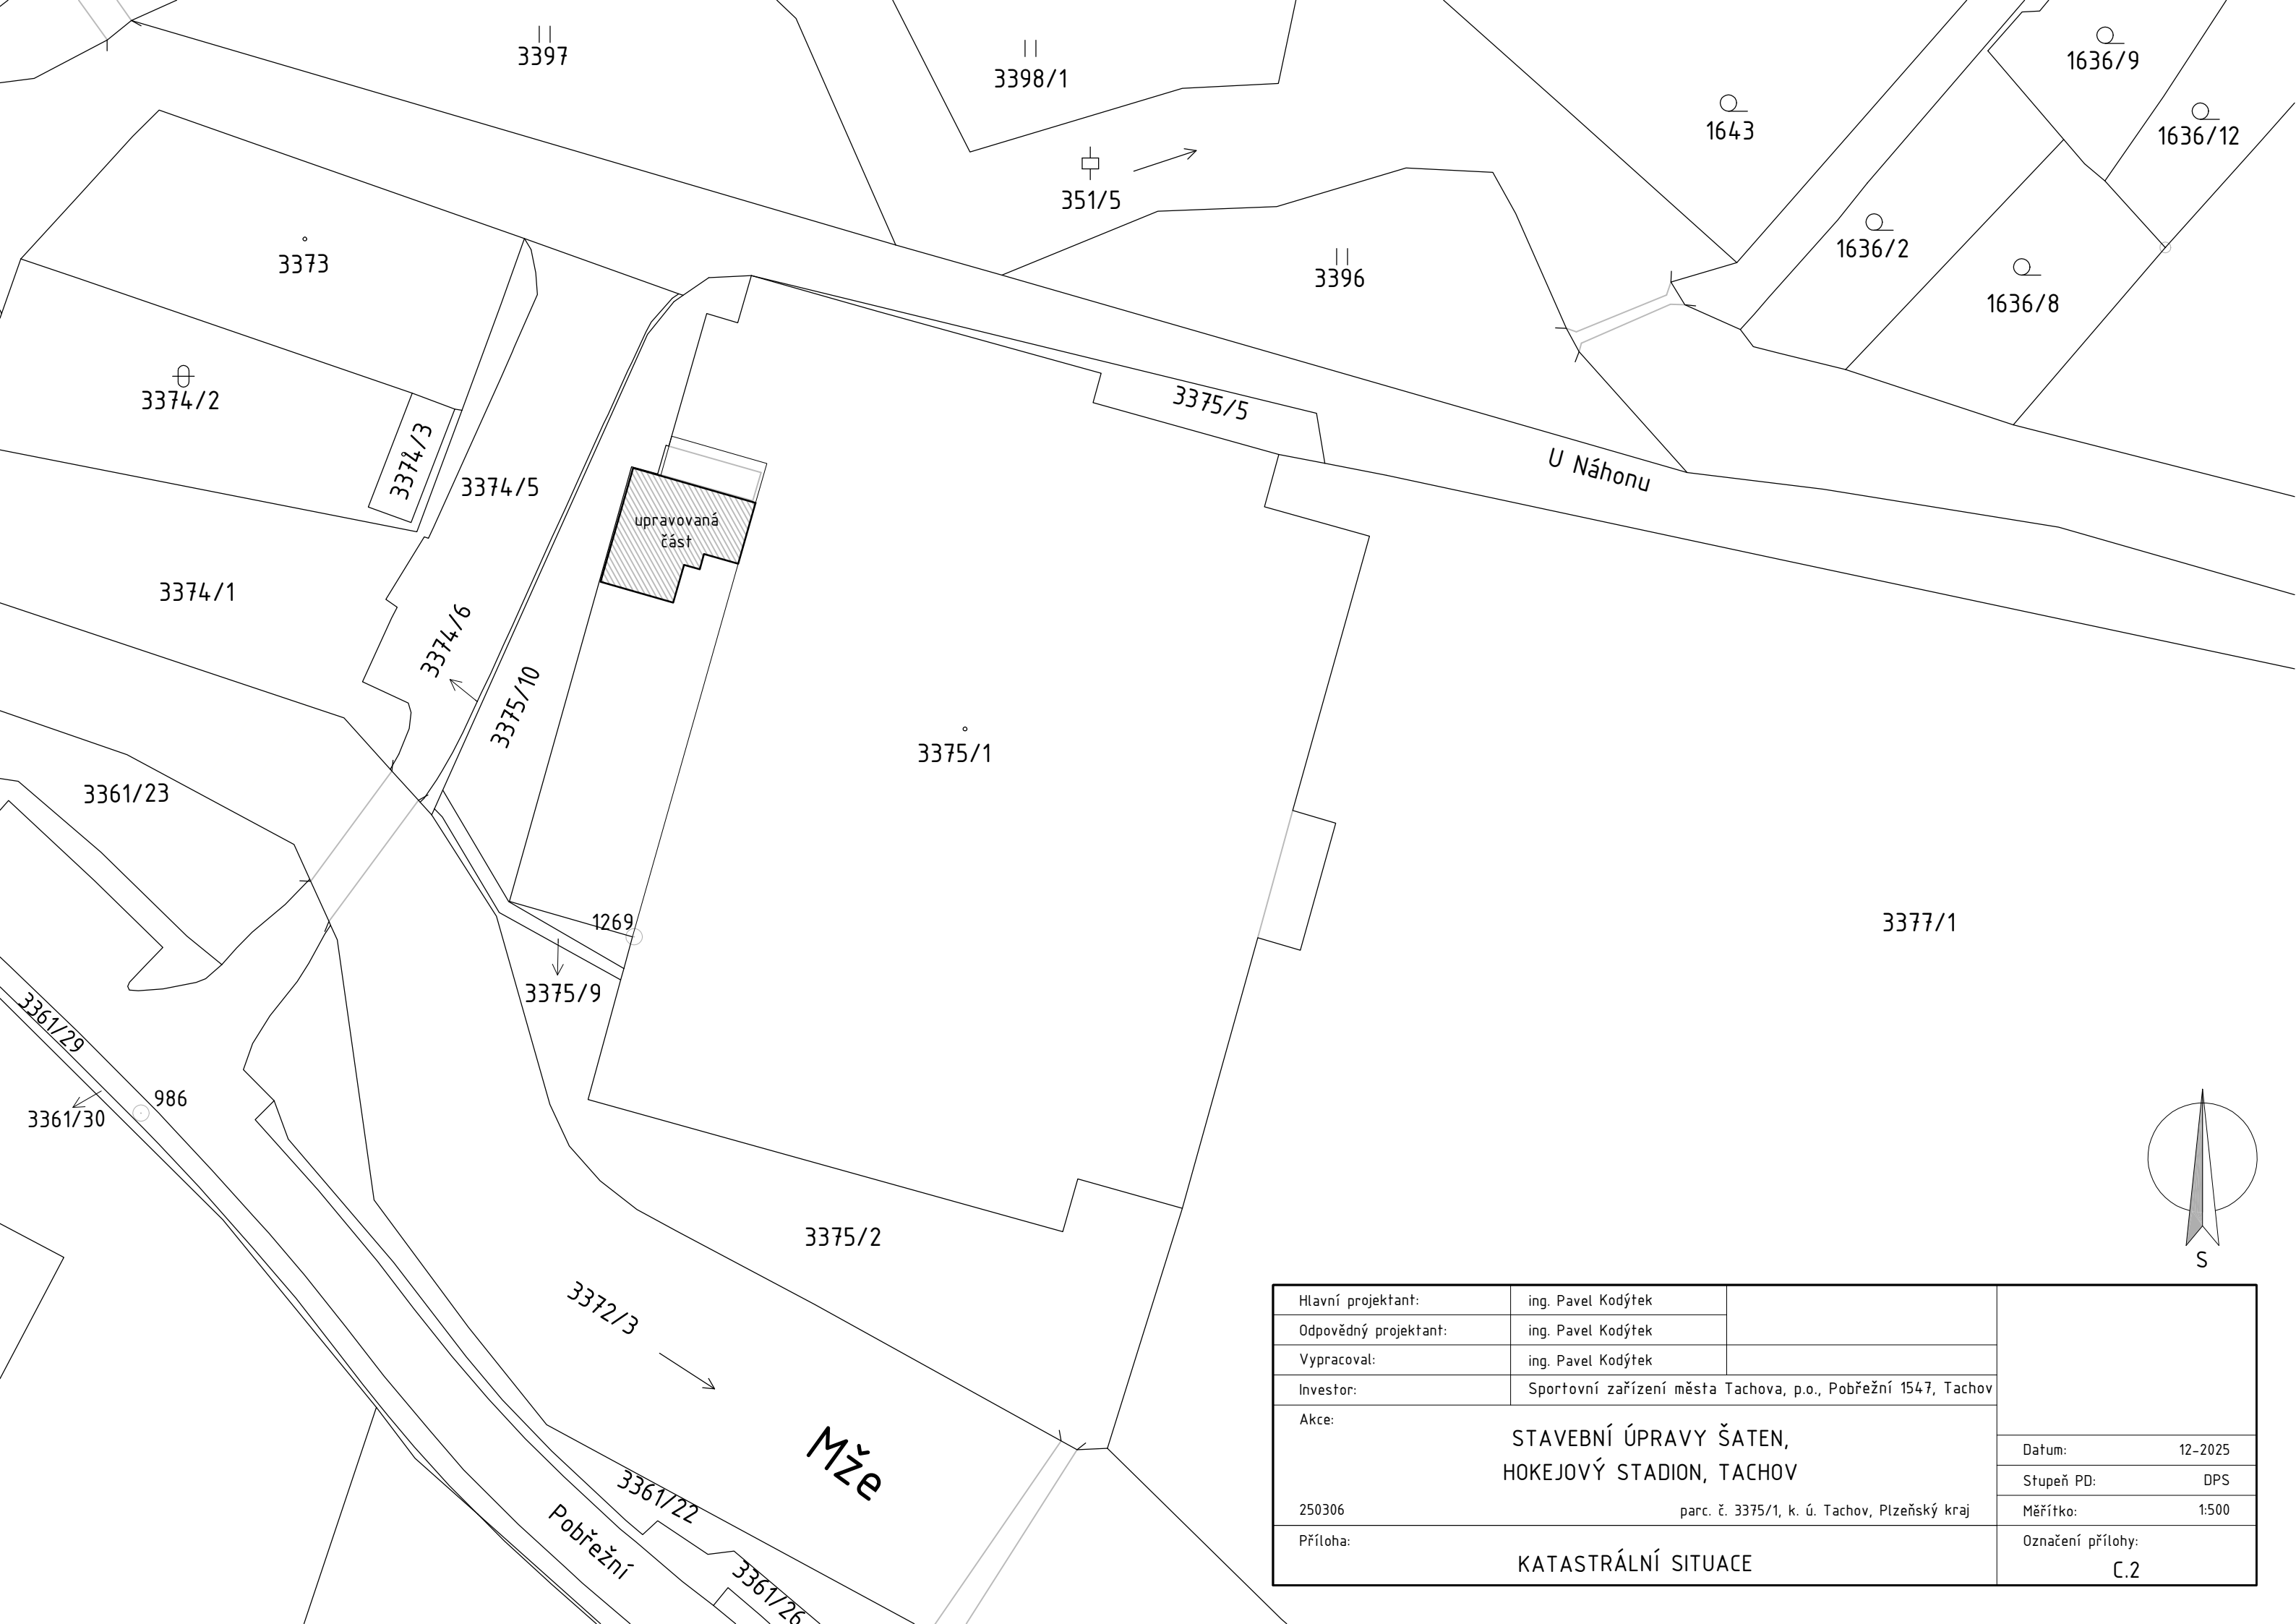 3397
3398/1
1636/9
1643
1636/12
351/5
3373
3396
1636/2
1636/8
3374/2
3375/5
3374/3
3374/5
U Náhonu
upravovaná
část
3374/1
3374/6
3375/10
3375/1
3361/23
1269
3377/1
3375/9
3361/29
986
3361/30
3375/2
S
3372/3
Mže
3361/22
Pobřežní
3361/26
Hlavní projektant: ing. Pavel Kodýtek
Odpovědný projektant: ing. Pavel Kodýtek
Vypracoval: ing. Pavel Kodýtek
Investor: Sportovní zařízení města Tachova, p.o., Pobřežní 1547, Tachov
Akce:
STAVEBNÍ ÚPRAVY ŠATEN,
HOKEJOVÝ STADION, TACHOV
250306 parc. č. 3375/1, k. ú. Tachov, Plzeňský kraj
Příloha:
KATASTRÁLNÍ SITUACE
Datum: 12-2025
Stupeň PD: DPS
Měřítko: 1:500
Označení přílohy:
C.2